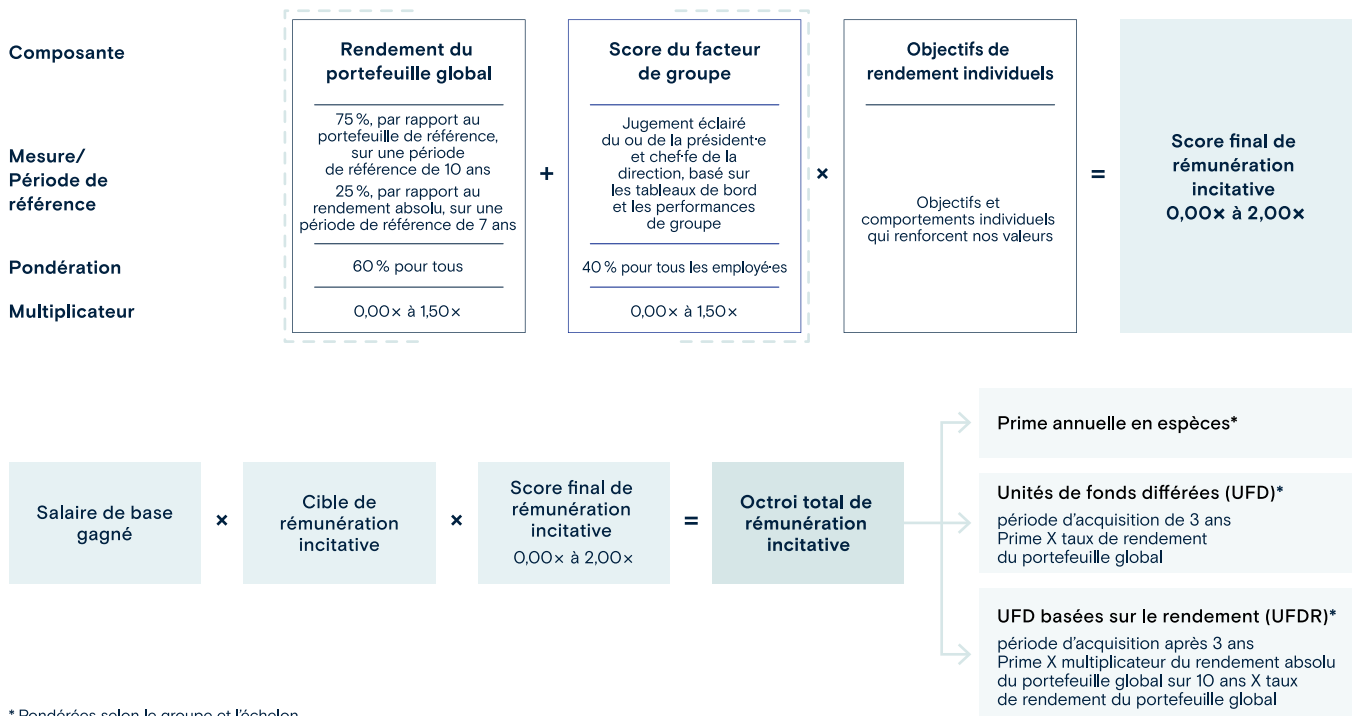 Composante
Rendement du
portefeuille global
Score du facteur
de groupe
Objectifs de
rendement individuels
Mesure/
Période de
référence
75 %, par rapport au
portefeuille de référence,
sur une période
de référence de 10 ans
25 %, par rapport au
rendement absolu, sur une
période de référence de 7 ans
+
Jugement éclairé
du ou de la président·e
et chef·fe de la
direction, basé sur
les tableaux de bord
et les performances
de groupe
×
Objectifs et
comportements individuels
qui renforcent nos valeurs
=
Score final de
rémunération
incitative
0,00× à 2,00×
Pondération
60 % pour tous
40 % pour tous les employé·es
Multiplicateur
0,00× à 1,50×
0,00× à 1,50×
Salaire de base
gagné
×
Cible de
rémunération
incitative
×
Score final de
rémunération
incitative
0,00× à 2,00×
=
Octroi total de
rémunération
incitative
Prime annuelle en espèces*
Unités de fonds différées (UFD)*
période d'acquisition de 3 ans
Prime X taux de rendement
du portefeuille global
UFD basées sur le rendement (UFDR)*
période d'acquisition après 3 ans
Prime X multiplicateur du rendement absolu
du portefeuille global sur 10 ans X taux
de rendement du portefeuille global
* Pondérées selon le groupe et l'échelon